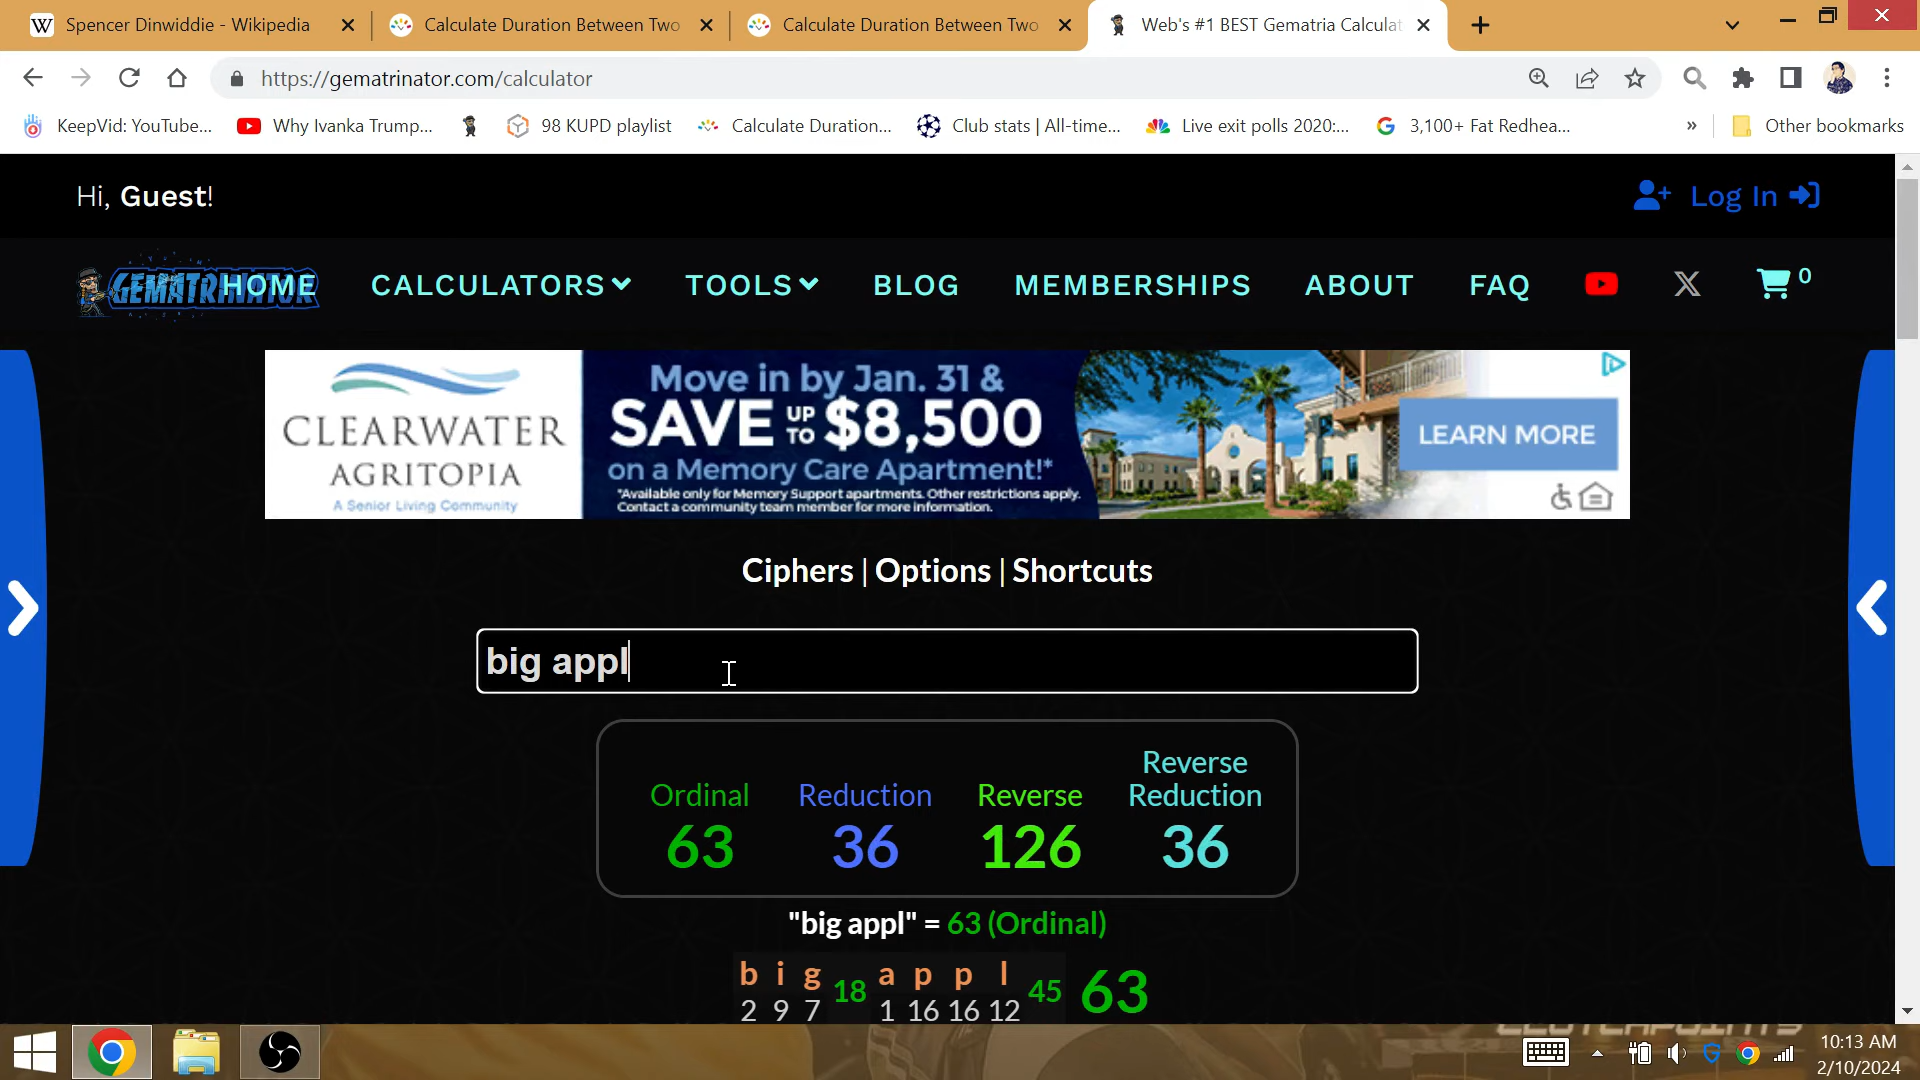 Spencer Dinwiddie - Wikipedia
Calculate Duration Between Two
Calculate Duration Between Two
Web's #1 BEST Gematria Calculat
https://gematrinator.com/calculator
KeepVid: YouTube...
Why Ivanka Trump...
98 KUPD playlist
Calculate Duration...
Club stats | All-time...
Live exit polls 2020:...
3,100+ Fat Redhea...
»
Other bookmarks
Hi, Guest!
Log In
GEMATRINATOR
HOME
CALCULATORS
TOOLS
BLOG
MEMBERSHIPS
ABOUT
FAQ
0
CLEARWATER
AGRITOPIA
A Senior Living Community
Move in by Jan. 31 &
SAVE UP TO $8,500
on a Memory Care Apartment!*
*Available only for Memory Support apartments. Other restrictions apply.
Contact a community team member for more information.
LEARN MORE
Ciphers | Options | Shortcuts
big appl
Ordinal
63
Reduction
36
Reverse
126
Reverse
Reduction
36
"big appl" = 63 (Ordinal)
b i g 18 a p p l 45 63
2 9 7 1 16 16 12
CLUTCHPOINTS
10:13 AM
2/10/2024